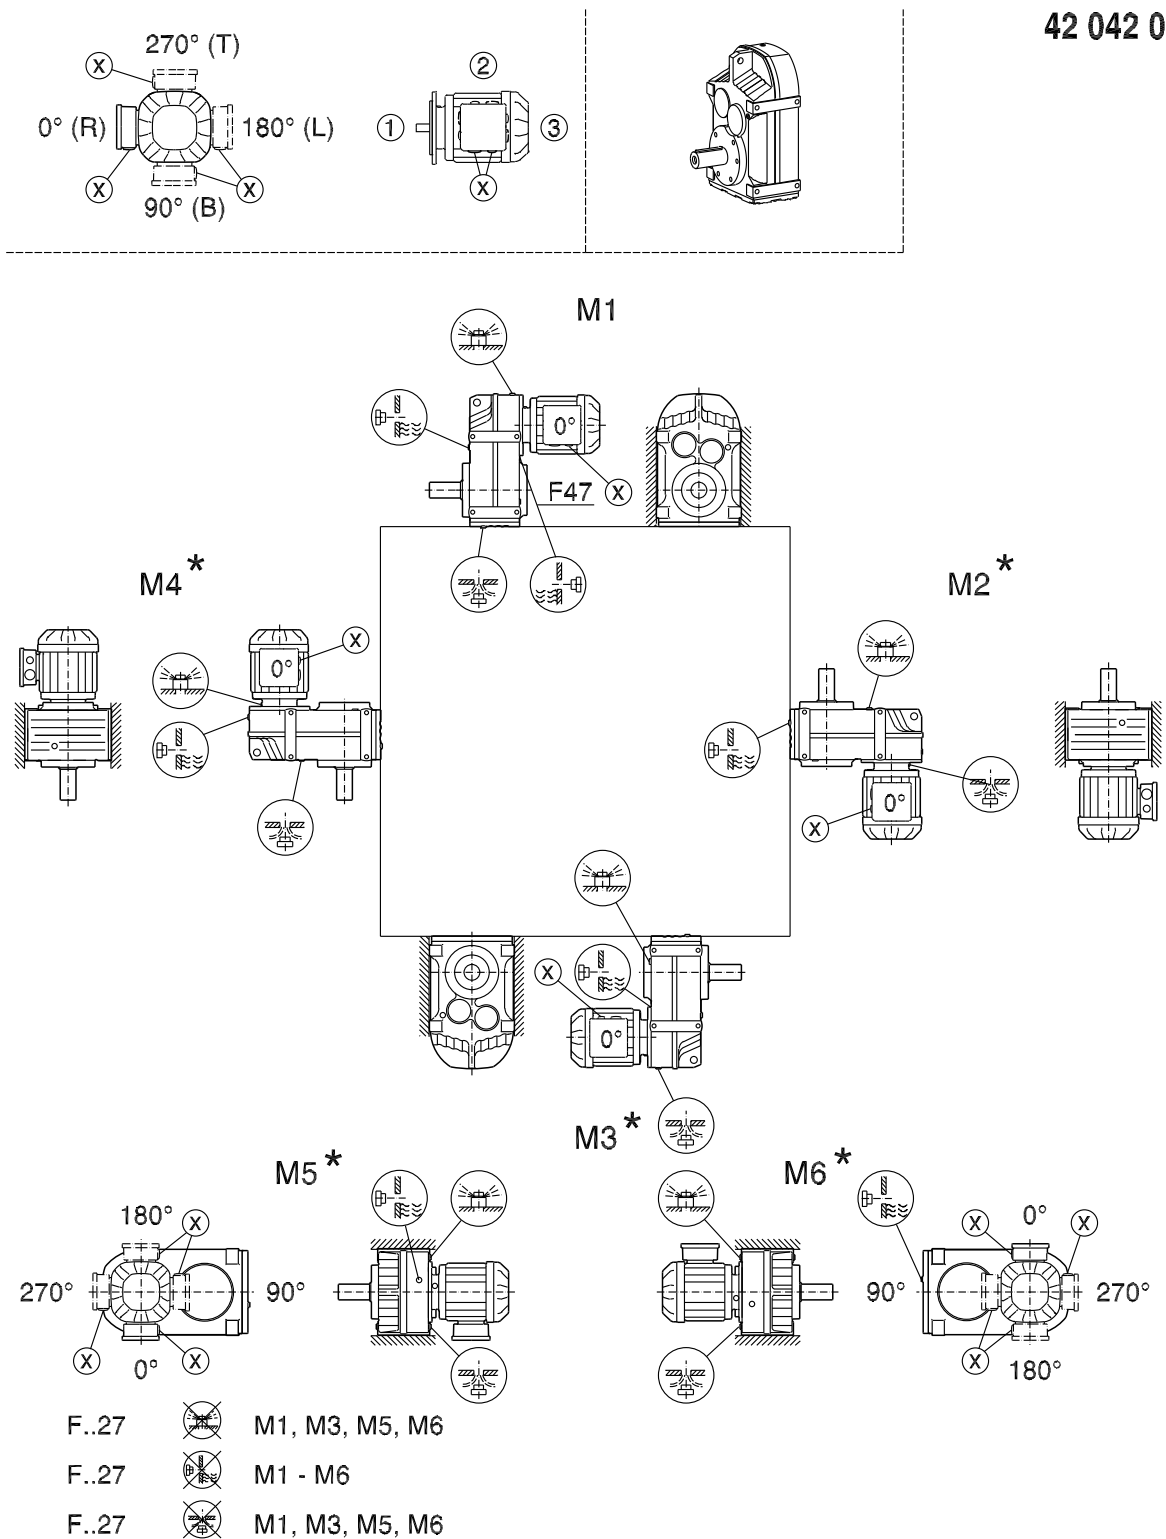 42 042 0
270° (T)
X
0° (R)
180° (L)
X
X
90° (B)
2
1
3
X
M1
0°
F47
X
M4*
M2*
X
0°
0°
X
X
0°
M3*
M5*
M6*
180°
X
270°
90°
X
0°
X
X
0°
X
90°
270°
X
180°
F..27 M1, M3, M5, M6
F..27 M1 - M6
F..27 M1, M3, M5, M6